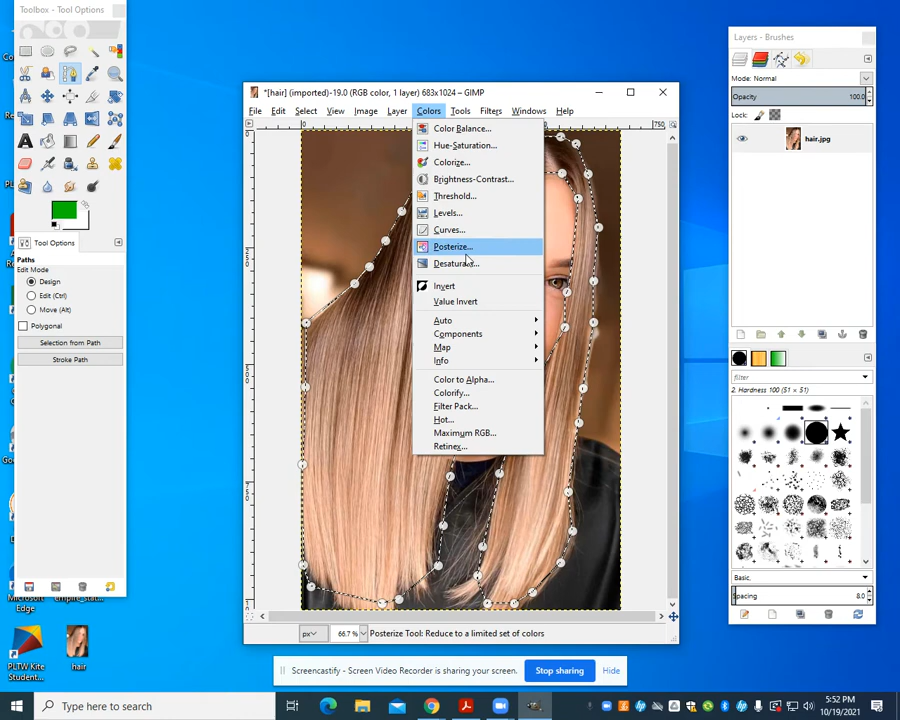 Toolbox - Tool Options
Tool Options
Paths
Edit Mode
Design
Edit (Ctrl)
Move (Alt)
Polygonal
Selection from Path
Stroke Path
*[hair] (imported)-19.0 (RGB color, 1 layer) 683x1024 – GIMP
File Edit Select View Image Layer Colors Tools Filters Windows Help
0
750
Color Balance...
Hue-Saturation...
Colorize...
Brightness-Contrast...
Threshold...
Levels...
Curves...
Posterize...
Desaturate...
Invert
Value Invert
Auto
Components
Map
Info
Color to Alpha...
Colorify...
Filter Pack...
Hot...
Maximum RGB...
Retinex...
px
66.7 %
Posterize Tool: Reduce to a limited set of colors
Layers - Brushes
Mode: Normal
Opacity 100.0
Lock:
hair.jpg
filter
2. Hardness 100 (51 × 51)
Basic,
Spacing 8.0
Microsoft
Edge
PLTW Kite
Student...
hair
Screencastify - Screen Video Recorder is sharing your screen.
Stop sharing
Hide
Type here to search
5:52 PM
10/19/2021